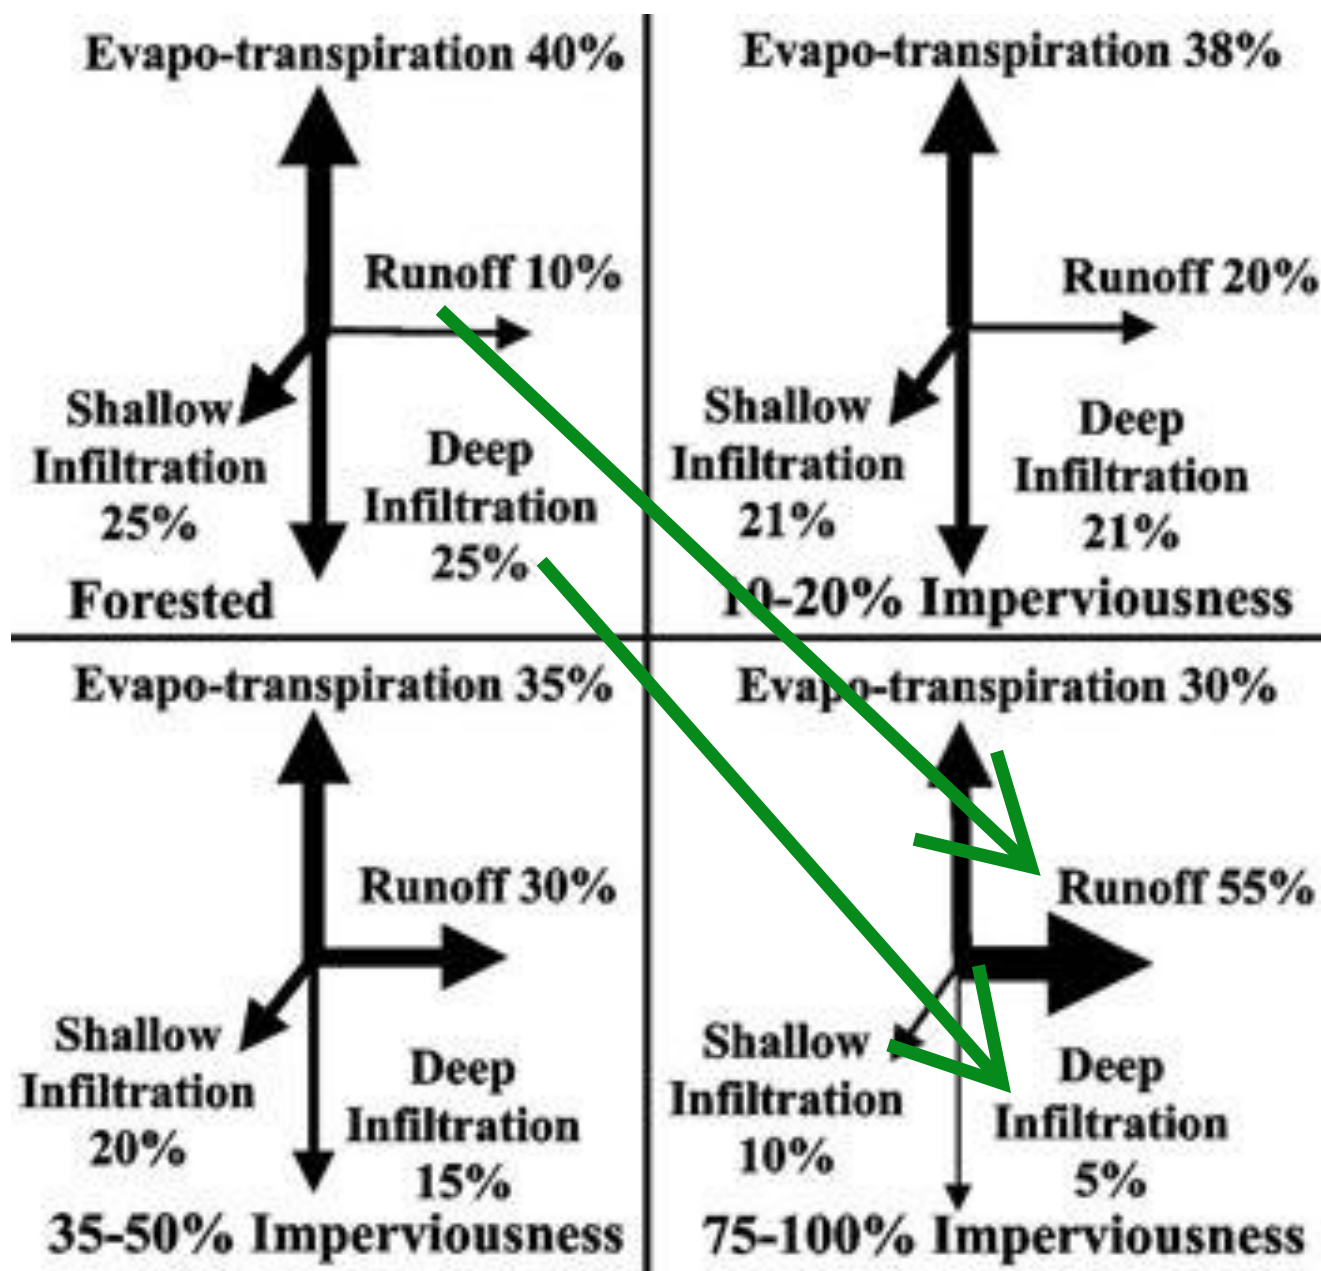 Evapo-transpiration 40%
Runoff 10%
Shallow
Infiltration
25%
Deep
Infiltration
25%
Forested
Evapo-transpiration 38%
Runoff 20%
Shallow
Infiltration
21%
Deep
Infiltration
21%
10-20% Imperviousness
Evapo-transpiration 35%
Runoff 30%
Shallow
Infiltration
20%
Deep
Infiltration
15%
35-50% Imperviousness
Evapo-transpiration 30%
Runoff 55%
Shallow
Infiltration
10%
Deep
Infiltration
5%
75-100% Imperviousness